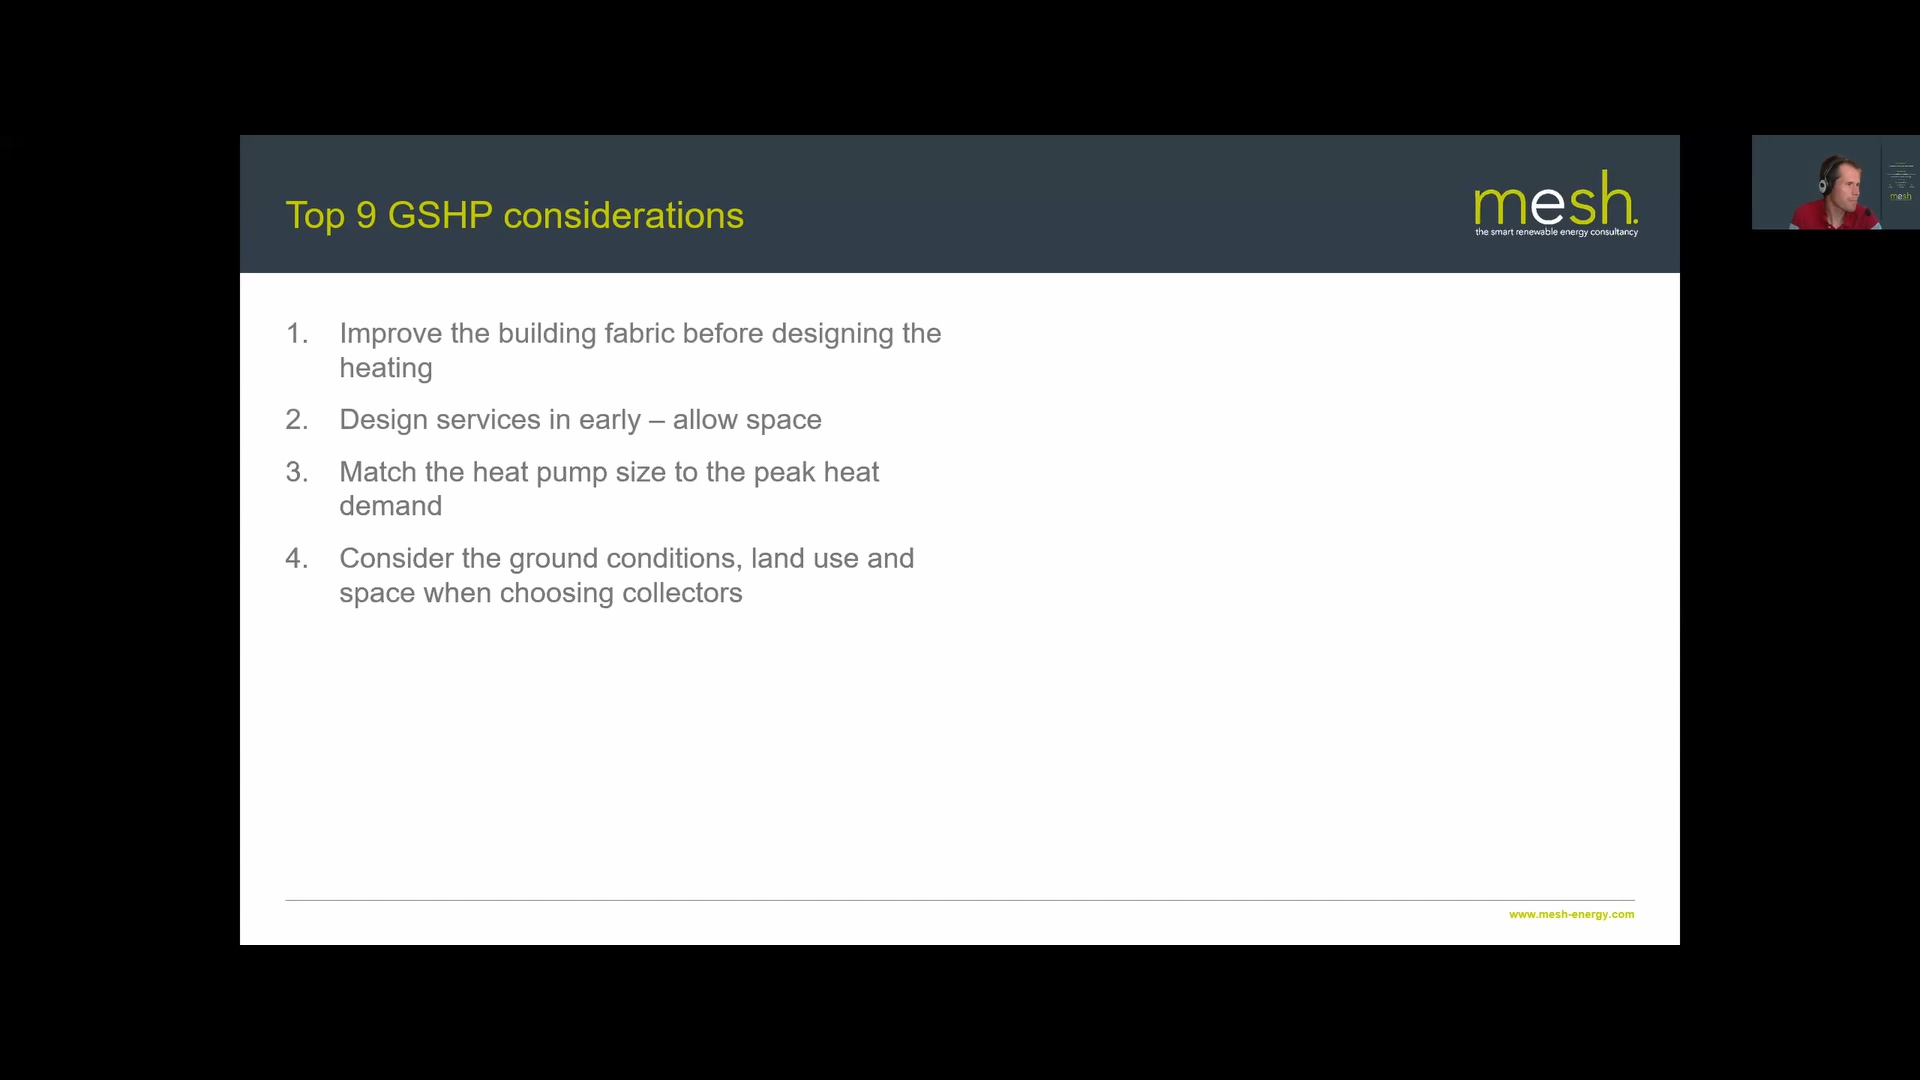 Top 9 GSHP considerations
mesh.
the smart renewable energy consultancy
1. Improve the building fabric before designing the
heating
2. Design services in early – allow space
3. Match the heat pump size to the peak heat
demand
4. Consider the ground conditions, land use and
space when choosing collectors
www.mesh-energy.com
mesh